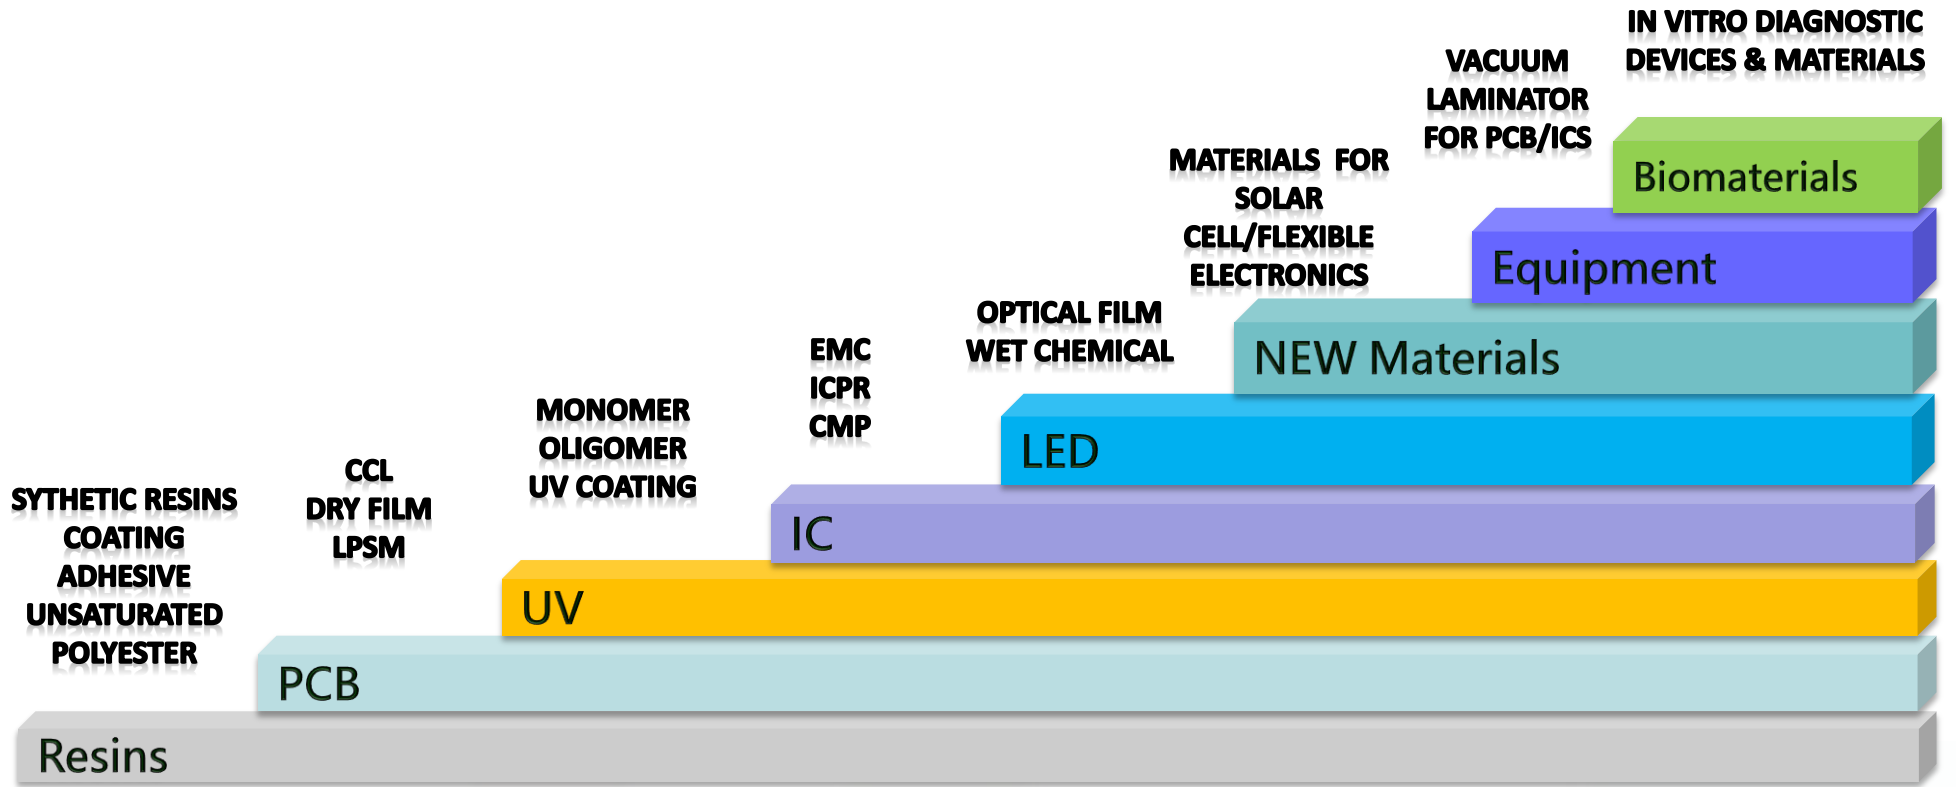 SYTHETIC RESINS
COATING
ADHESIVE
UNSATURATED
POLYESTER
Resins
CCL
DRY FILM
LPSM
PCB
MONOMER
OLIGOMER
UV COATING
UV
EMC
ICPR
CMP
IC
OPTICAL FILM
WET CHEMICAL
LED
MATERIALS FOR
SOLAR
CELL/FLEXIBLE
ELECTRONICS
NEW Materials
VACUUM
LAMINATOR
FOR PCB/ICS
Equipment
IN VITRO DIAGNOSTIC
DEVICES & MATERIALS
Biomaterials